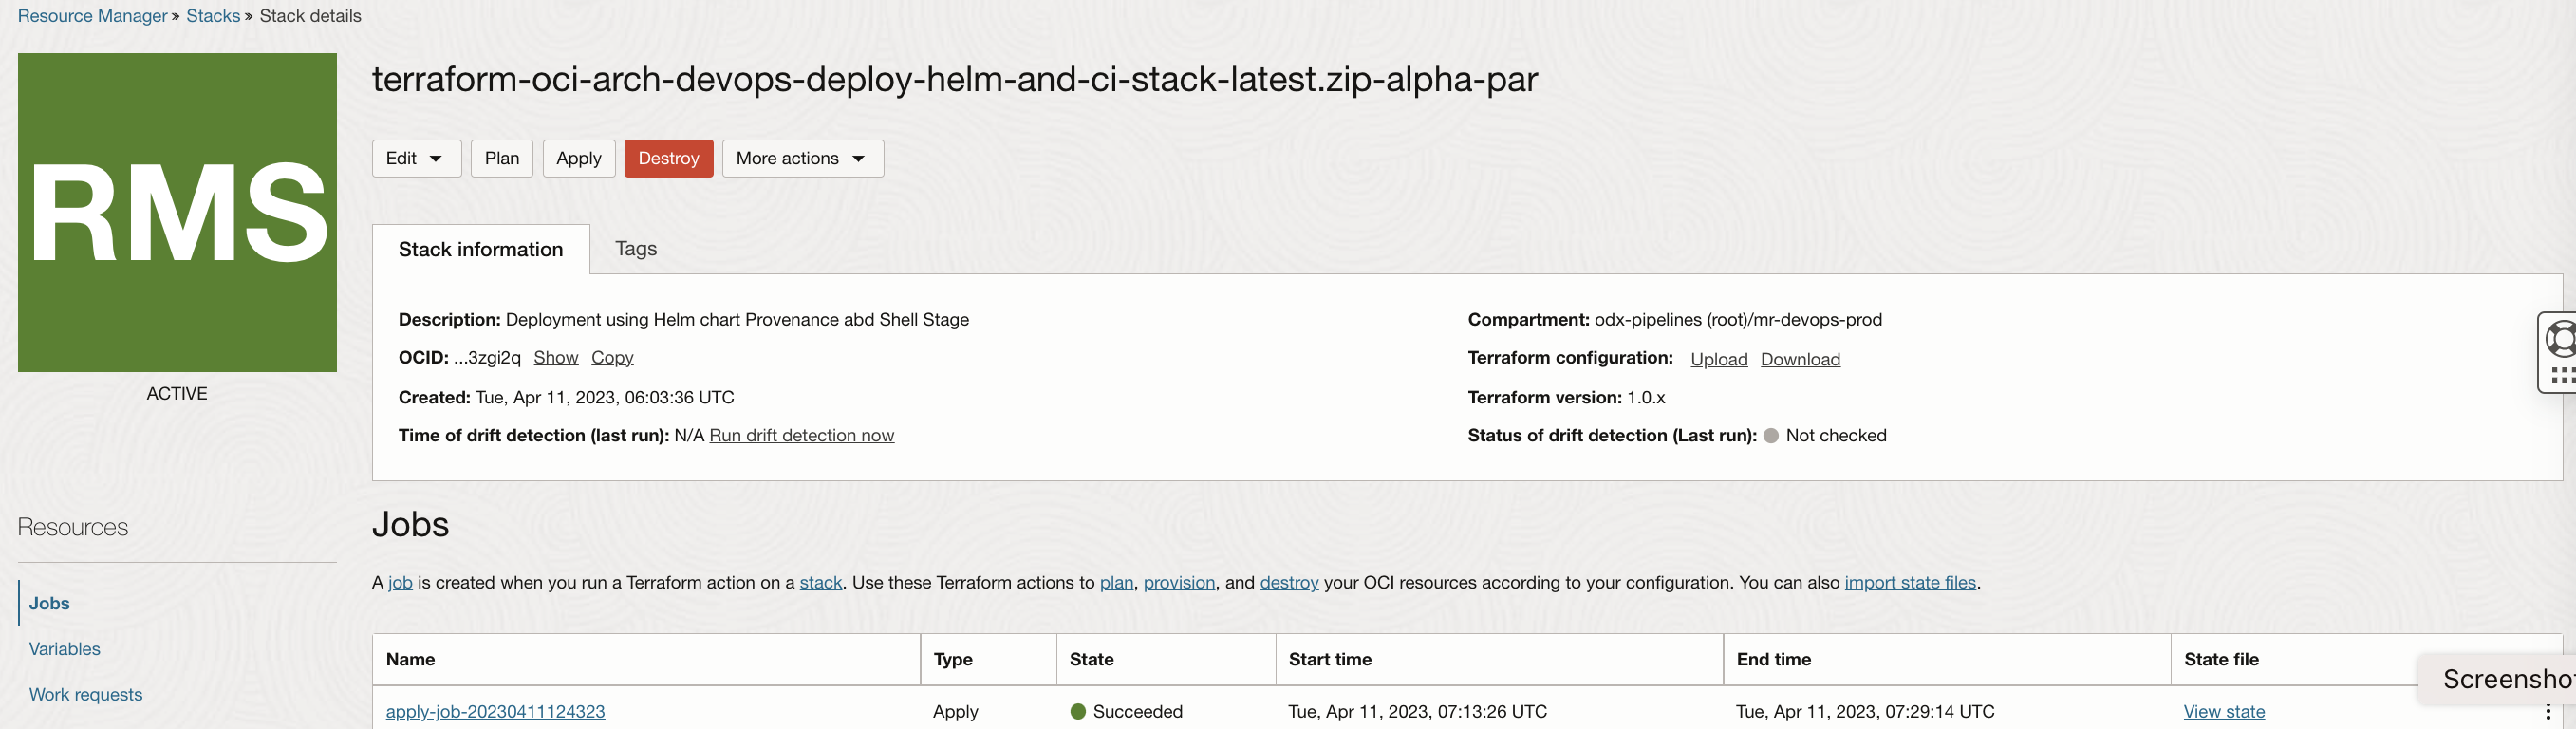 Resource Manager » Stacks » Stack details
RMS
ACTIVE
terraform-oci-arch-devops-deploy-helm-and-ci-stack-latest.zip-alpha-par
Edit Plan Apply Destroy More actions
Stack information Tags
Description: Deployment using Helm chart Provenance abd Shell Stage
OCID: ...3zgi2q Show Copy
Created: Tue, Apr 11, 2023, 06:03:36 UTC
Time of drift detection (last run): N/A Run drift detection now
Compartment: odx-pipelines (root)/mr-devops-prod
Terraform configuration: Upload Download
Terraform version: 1.0.x
Status of drift detection (Last run): Not checked
Resources
Jobs
Variables
Work requests
Jobs
A job is created when you run a Terraform action on a stack. Use these Terraform actions to plan, provision, and destroy your OCI resources according to your configuration. You can also import state files.
Name Type State Start time End time State file
apply-job-20230411124323 Apply Succeeded Tue, Apr 11, 2023, 07:13:26 UTC Tue, Apr 11, 2023, 07:29:14 UTC View state